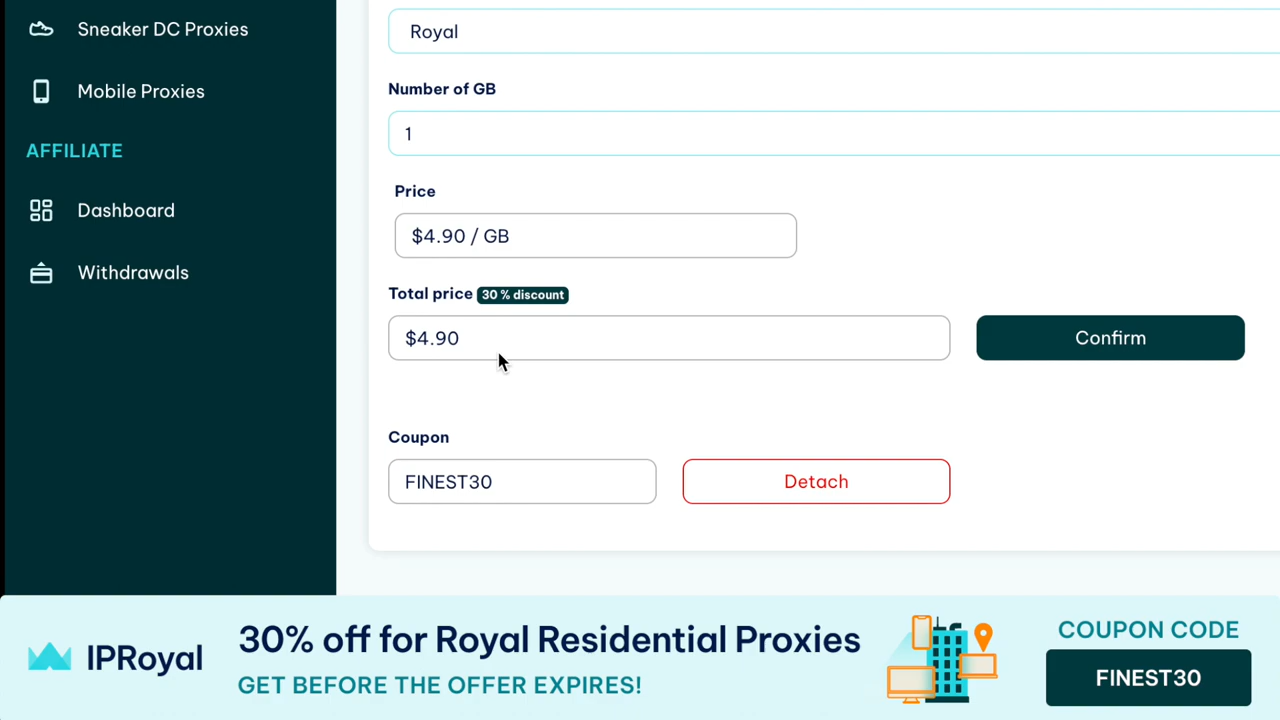 Sneaker DC Proxies
Mobile Proxies
AFFILIATE
Dashboard
Withdrawals
Royal
Number of GB
1
Price
$4.90 / GB
Total price 30 % discount
$4.90
Confirm
Coupon
FINEST30
Detach
IPRoyal
30% off for Royal Residential Proxies
GET BEFORE THE OFFER EXPIRES!
COUPON CODE
FINEST30